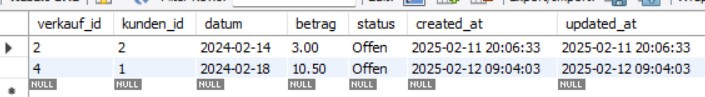 verkauf_id kunden_id datum betrag status created_at updated_at
2 2 2024-02-14 3.00 Offen 2025-02-11 20:06:33 2025-02-11 20:06:33
4 1 2024-02-18 10.50 Offen 2025-02-12 09:04:03 2025-02-12 09:04:03
NULL NULL NULL NULL NULL NULL NULL